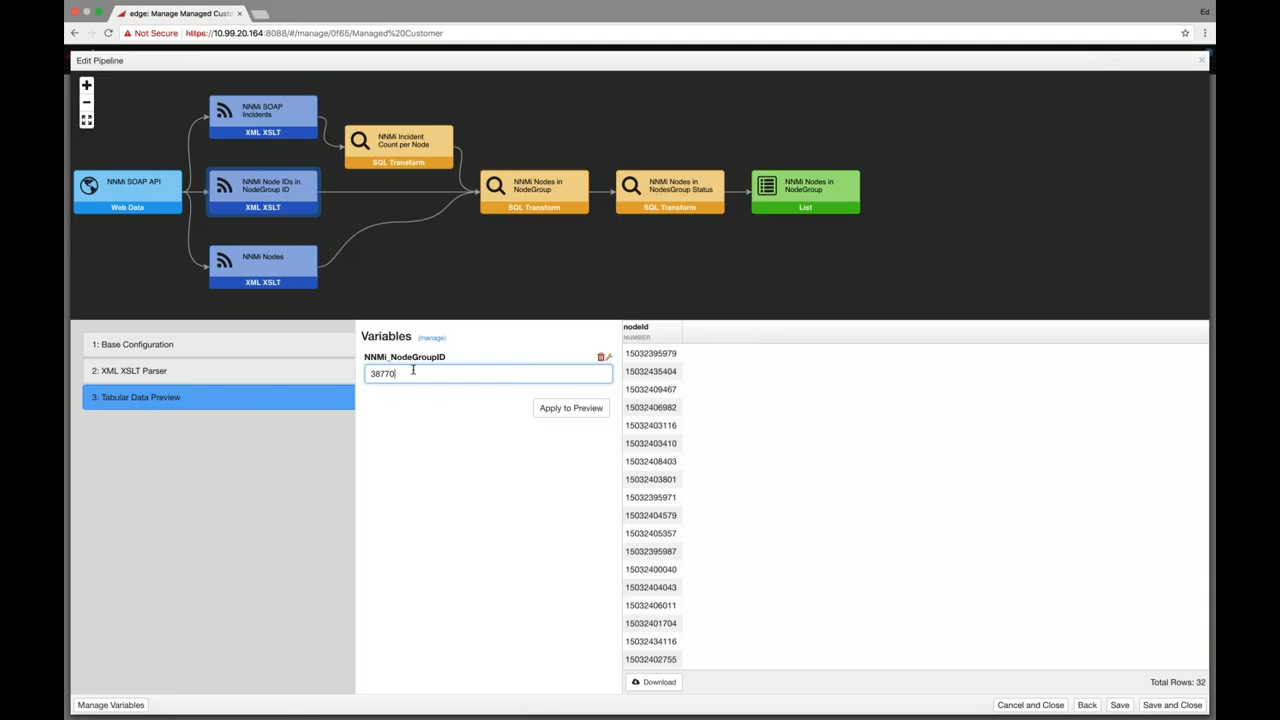 edge: Manage Managed Cust
Ed
Not Secure
https://10.99.20.164:8088/#/manage/0f65/Managed%20Customer
Edit Pipeline
NNMi SOAP
Incidents
XML XSLT
NNMi Incident
Count per Node
SQL Transform
NNMi SOAP API
Web Data
NNMi Node IDs in
NodeGroup ID
XML XSLT
NNMi Nodes in
NodeGroup
SQL Transform
NNMi Nodes in
NodesGroup Status
SQL Transform
NNMi Nodes in
NodeGroup
List
NNMi Nodes
XML XSLT
1: Base Configuration
2: XML XSLT Parser
3: Tabular Data Preview
Variables (manage)
NNMi_NodeGroupID
38770
Apply to Preview
nodeId
NUMBER
15032395979
15032435404
15032409467
15032406982
15032403116
15032403410
15032408403
15032403801
15032395971
15032404579
15032405357
15032395987
15032400040
15032404043
15032406011
15032401704
15032434116
15032402755
Download
Total Rows: 32
Manage Variables
Cancel and Close
Back
Save
Save and Close